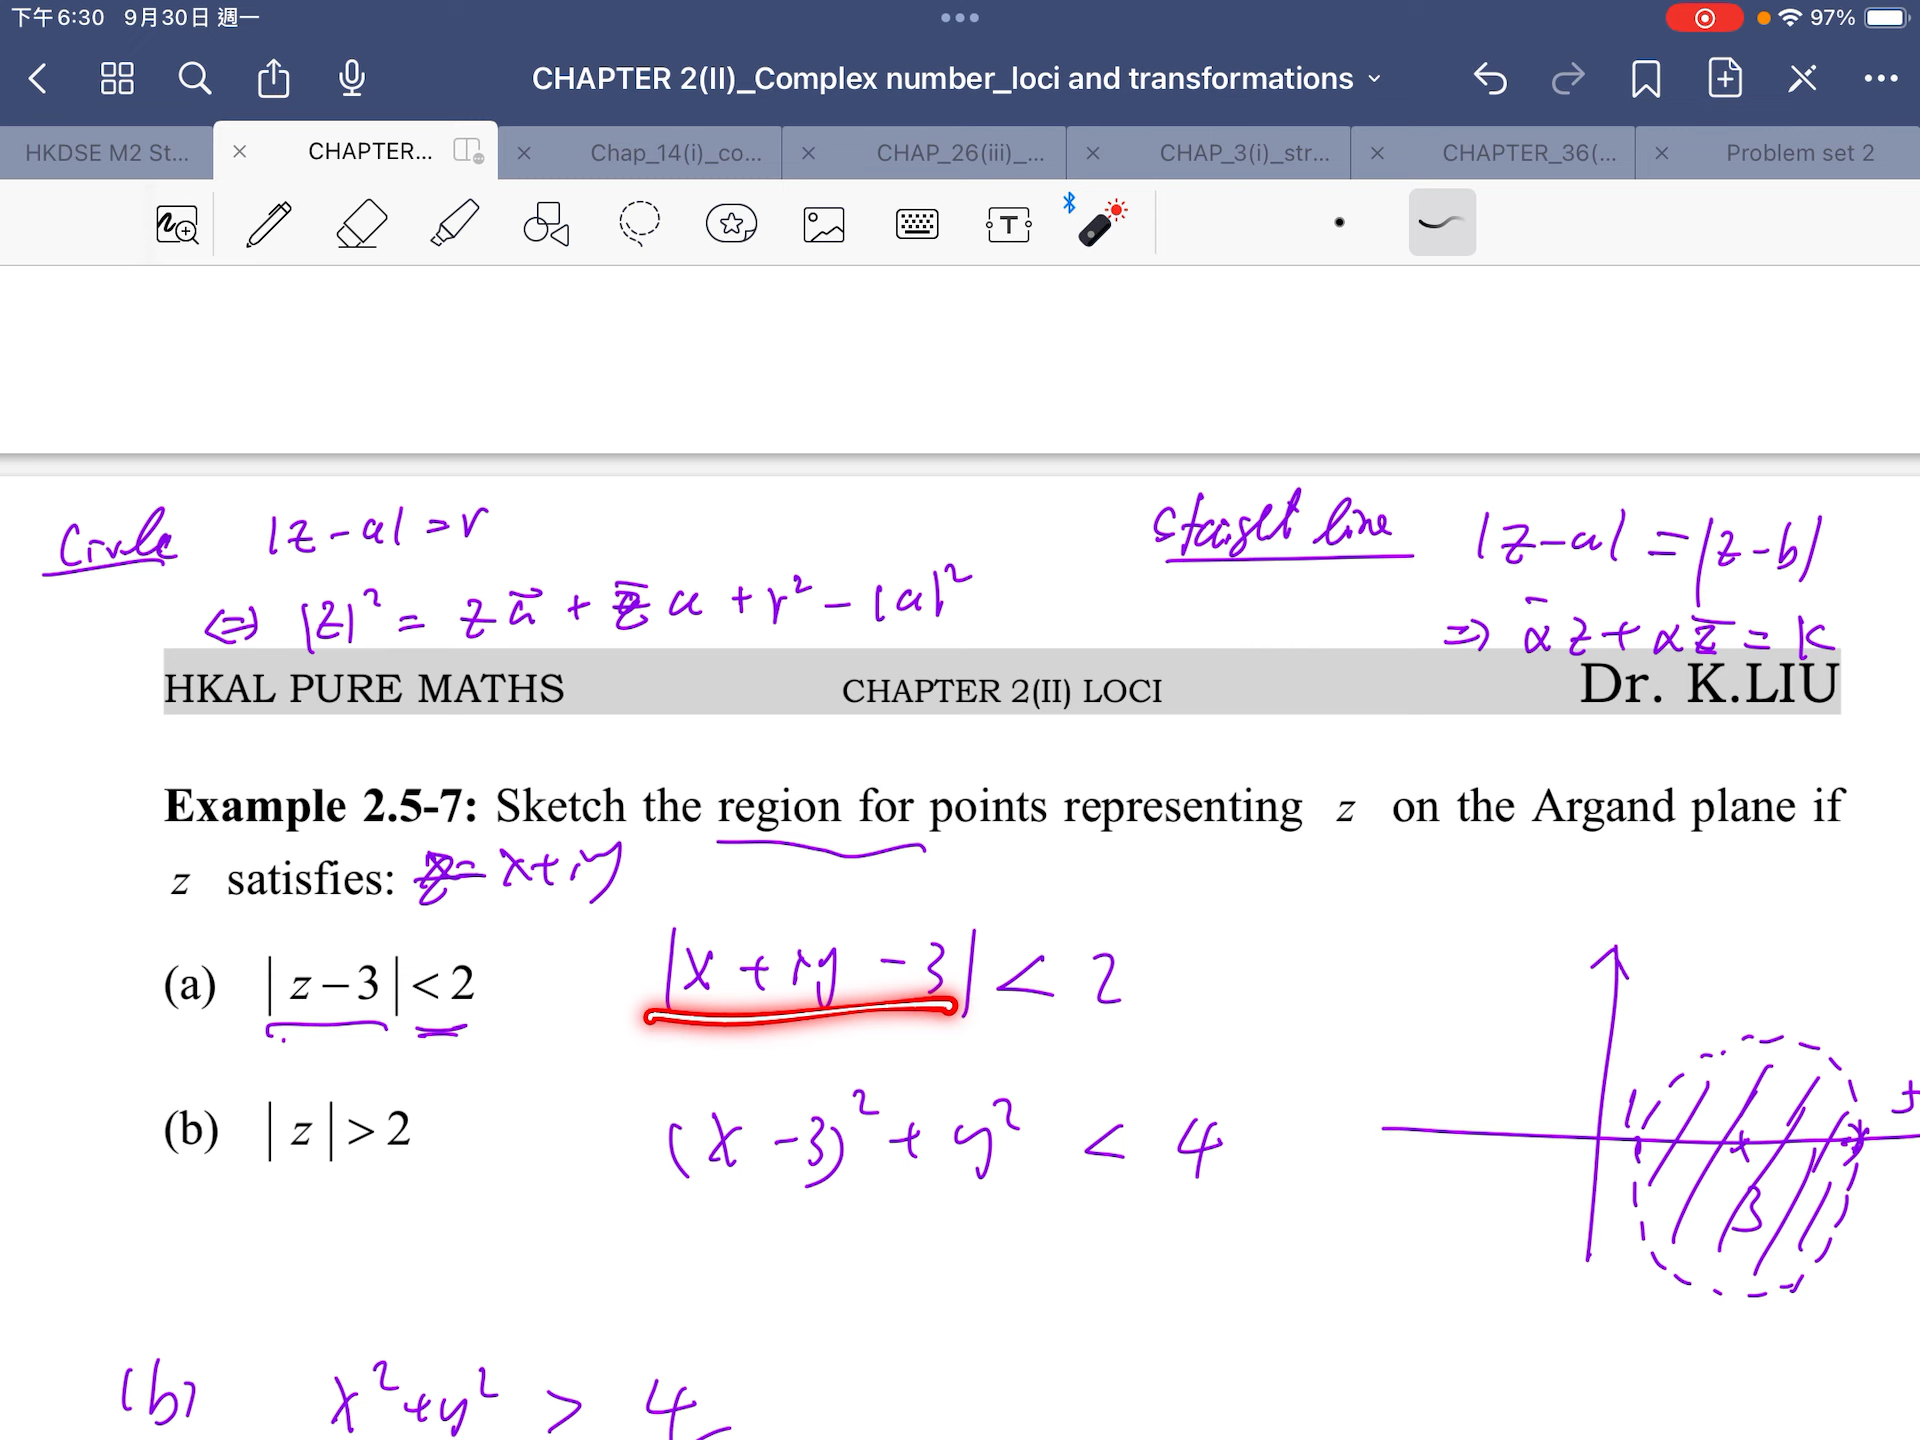 下午6:30 9月30日 週一 97%
CHAPTER 2(II)_Complex number_loci and transformations
HKDSE M2 St... CHAPTER... Chap_14(i)_co... CHAP_26(iii)_... CHAP_3(i)_str... CHAPTER_36(... Problem set 2
Circle |z-a| = r
⇔ |z|² = z ā + z̄ a + r² - |a|²
Straight line |z-a| = |z-b|
⇒ ᾱ z + α z̄ = k
HKAL PURE MATHS CHAPTER 2(II) LOCI Dr. K.LIU
Example 2.5-7: Sketch the region for points representing z on the Argand plane if
z satisfies: z = x+iy
(a) |z-3|<2 |x + iy - 3| < 2
(b) |z|>2 (x - 3)² + y² < 4
3
5
(b) x²+y² > 4